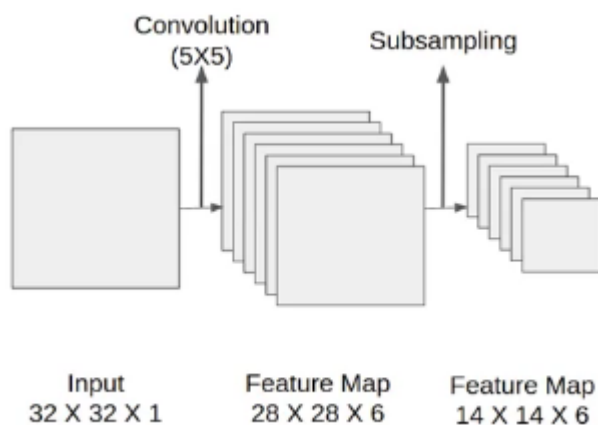 Convolution
(5X5)
Subsampling
Input
32 X 32 X 1
Feature Map
28 X 28 X 6
Feature Map
14 X 14 X 6